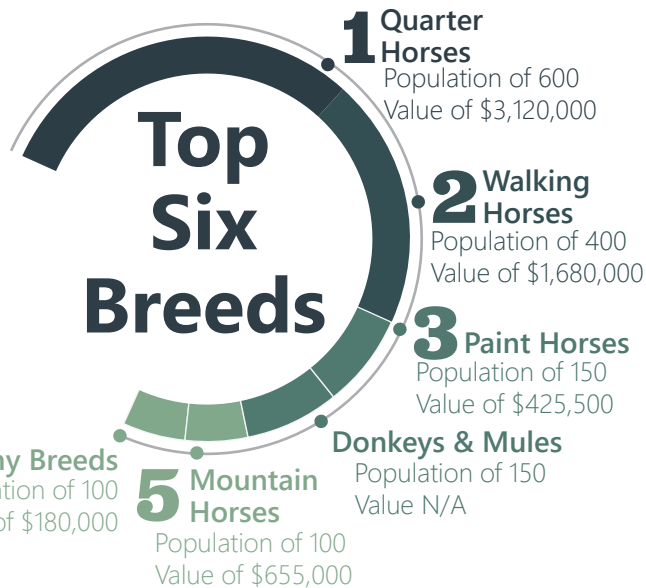 Top
Six
Breeds
1 Quarter
Horses
Population of 600
Value of $3,120,000
2 Walking
Horses
Population of 400
Value of $1,680,000
3 Paint Horses
Population of 150
Value of $425,500
Donkeys & Mules
Population of 150
Value N/A
5 Mountain
Horses
Population of 100
Value of $655,000
Breeds
of 100
of $180,000